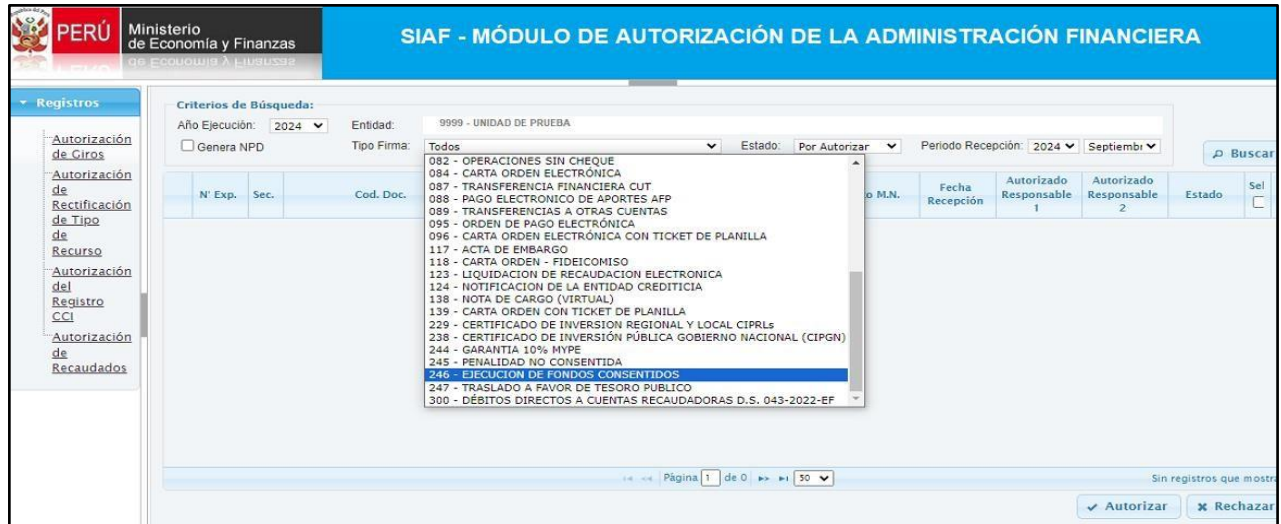 PERÚ
Ministerio
de Economía y Finanzas
SIAF - MÓDULO DE AUTORIZACIÓN DE LA ADMINISTRACIÓN FINANCIERA
Registros
Autorización
de Giros
Autorización
de
Rectificación
de Tipo
de
Recurso
Autorización
del
Registro
CCI
Autorización
de
Recaudados
Criterios de Búsqueda:
Año Ejecución: 2024 Entidad: 9999 - UNIDAD DE PRUEBA
Genera NPD Tipo Firma: Todos Estado: Por Autorizar Periodo Recepción: 2024 Septiembr
Buscar
N° Exp. Sec. Cod. Doc. o M.N. Fecha Recepción Autorizado Responsable 1 Autorizado Responsable 2 Estado Sel
082 - OPERACIONES SIN CHEQUE
084 - CARTA ORDEN ELECTRÓNICA
087 - TRANSFERENCIA FINANCIERA CUT
088 - PAGO ELECTRONICO DE APORTES AFP
089 - TRANSFERENCIAS A OTRAS CUENTAS
095 - ORDEN DE PAGO ELECTRÓNICA
096 - CARTA ORDEN ELECTRÓNICA CON TICKET DE PLANILLA
117 - ACTA DE EMBARGO
118 - CARTA ORDEN - FIDEICOMISO
123 - LIQUIDACION DE RECAUDACION ELECTRONICA
124 - NOTIFICACION DE LA ENTIDAD CREDITICIA
138 - NOTA DE CARGO (VIRTUAL)
139 - CARTA ORDEN CON TICKET DE PLANILLA
229 - CERTIFICADO DE INVERSION REGIONAL Y LOCAL CIPRLs
238 - CERTIFICADO DE INVERSIÓN PÚBLICA GOBIERNO NACIONAL (CIPGN)
244 - GARANTIA 10% MYPE
245 - PENALIDAD NO CONSENTIDA
246 - EJECUCION DE FONDOS CONSENTIDOS
247 - TRASLADO A FAVOR DE TESORO PUBLICO
300 - DÉBITOS DIRECTOS A CUENTAS RECAUDADORAS D.S. 043-2022-EF
Página 1 de 0 50
Sin registros que mostra
Autorizar Rechazar